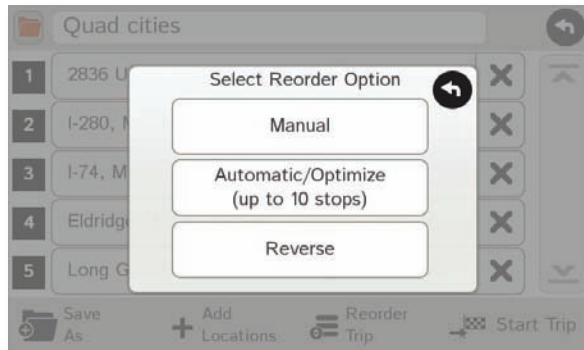 Quad cities
Select Reorder Option
1 2836 U
Manual
2 I-280, M
Automatic/Optimize
(up to 10 stops)
3 I-74, M
4 Eldridge
Reverse
5 Long G
Save
As
Add
Locations
Reorder
Trip
Start Trip